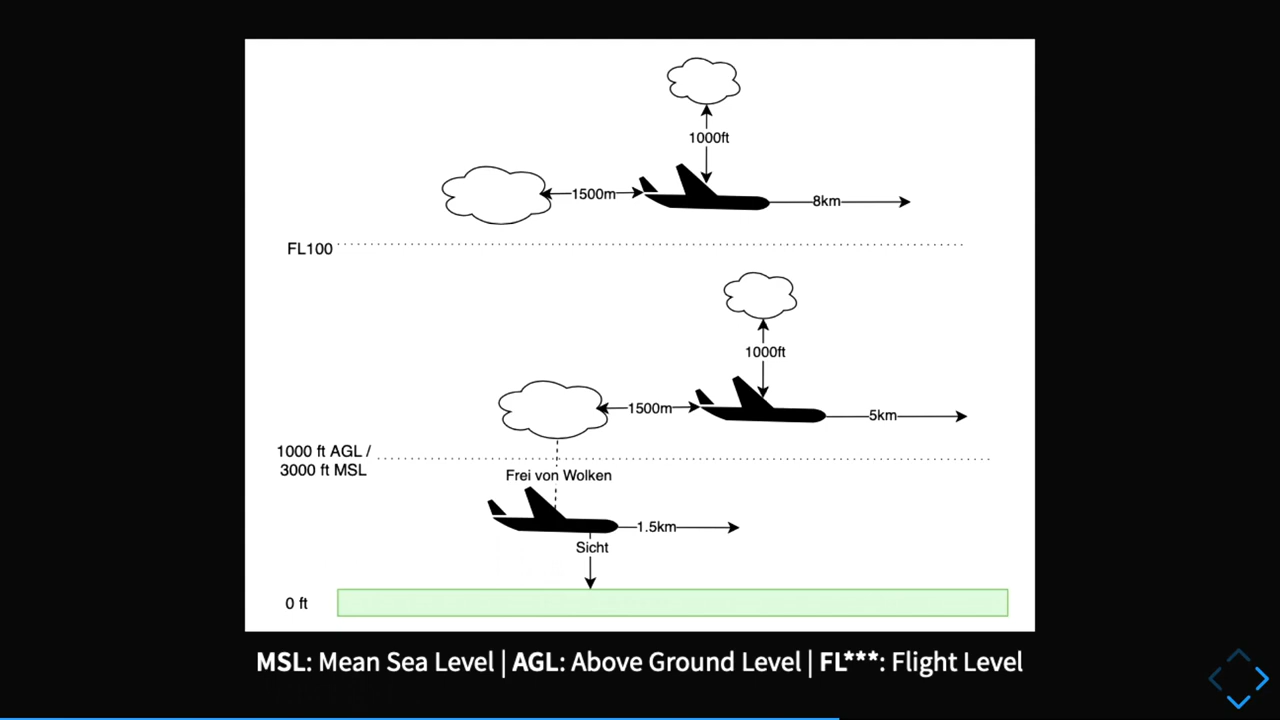 1000ft
1500m
8km
FL100
1000ft
1500m
5km
1000 ft AGL /
3000 ft MSL
Frei von Wolken
1.5km
Sicht
0 ft
MSL: Mean Sea Level | AGL: Above Ground Level | FL***: Flight Level